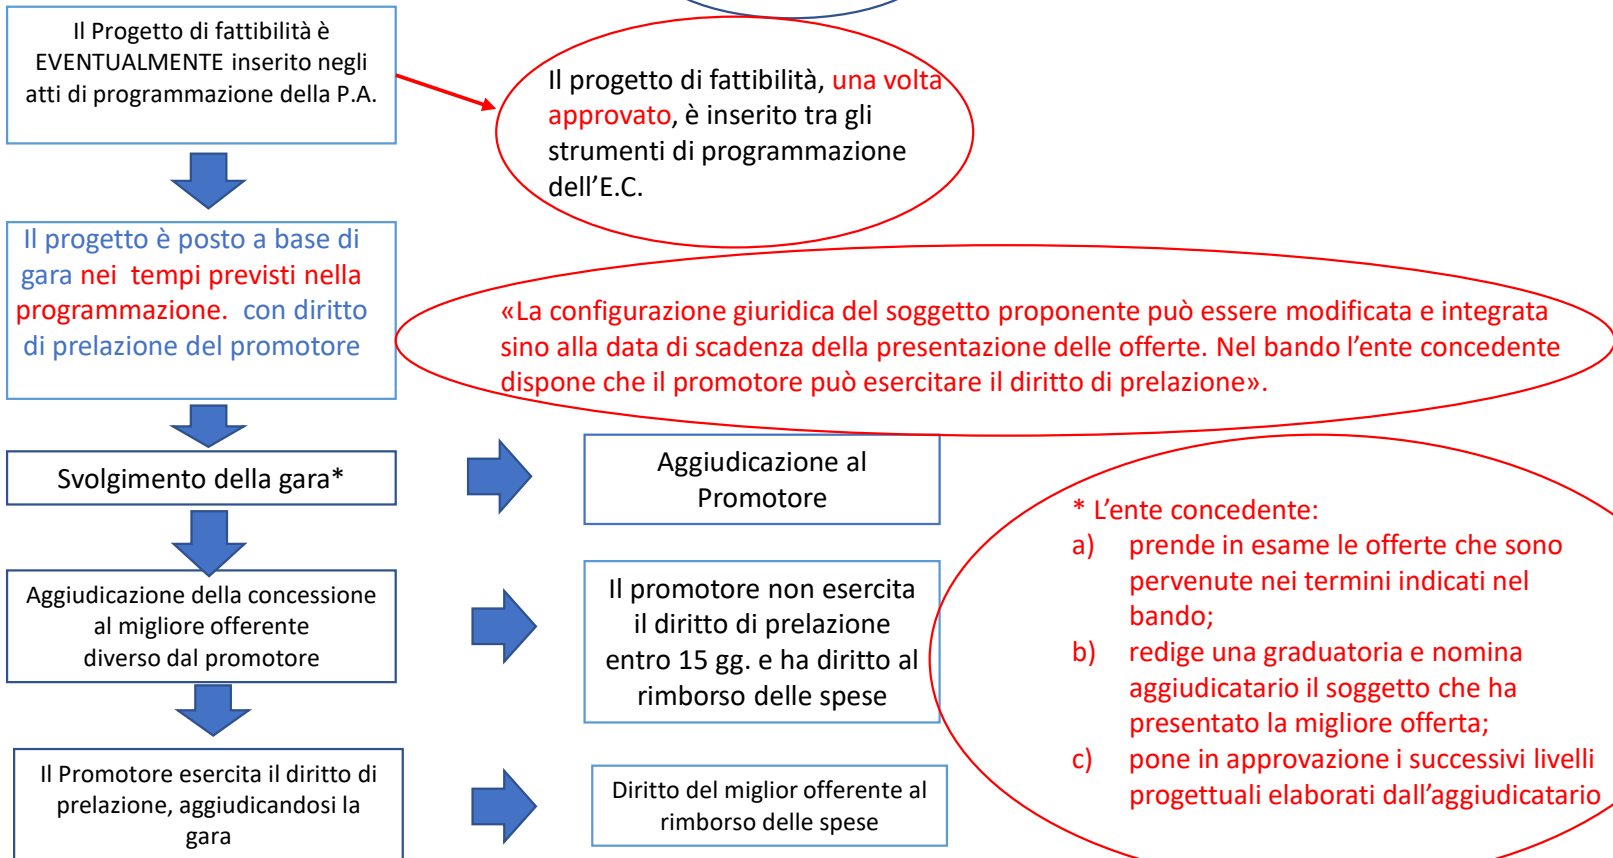 Il Progetto di fattibilità è
EVENTUALMENTE inserito negli
atti di programmazione della P.A.
Il progetto di fattibilità, una volta
approvato, è inserito tra gli
strumenti di programmazione
dell’E.C.
Il progetto è posto a base di
gara nei  tempi previsti nella
programmazione.  con diritto
di prelazione del promotore
«La configurazione giuridica del soggetto proponente può essere modificata e integrata
sino alla data di scadenza della presentazione delle offerte. Nel bando l’ente concedente
dispone che il promotore può esercitare il diritto di prelazione».
Svolgimento della gara*
Aggiudicazione al
Promotore
Aggiudicazione della concessione
al migliore offerente
diverso dal promotore
Il promotore non esercita
il diritto di prelazione
entro 15 gg. e ha diritto al
rimborso delle spese
Il Promotore esercita il diritto di
prelazione, aggiudicandosi la
gara
Diritto del miglior offerente al
rimborso delle spese
* L’ente concedente:
a) prende in esame le offerte che sono
pervenute nei termini indicati nel
bando;
b) redige una graduatoria e nomina
aggiudicatario il soggetto che ha
presentato la migliore offerta;
c) pone in approvazione i successivi livelli
progettuali elaborati dall’aggiudicatario